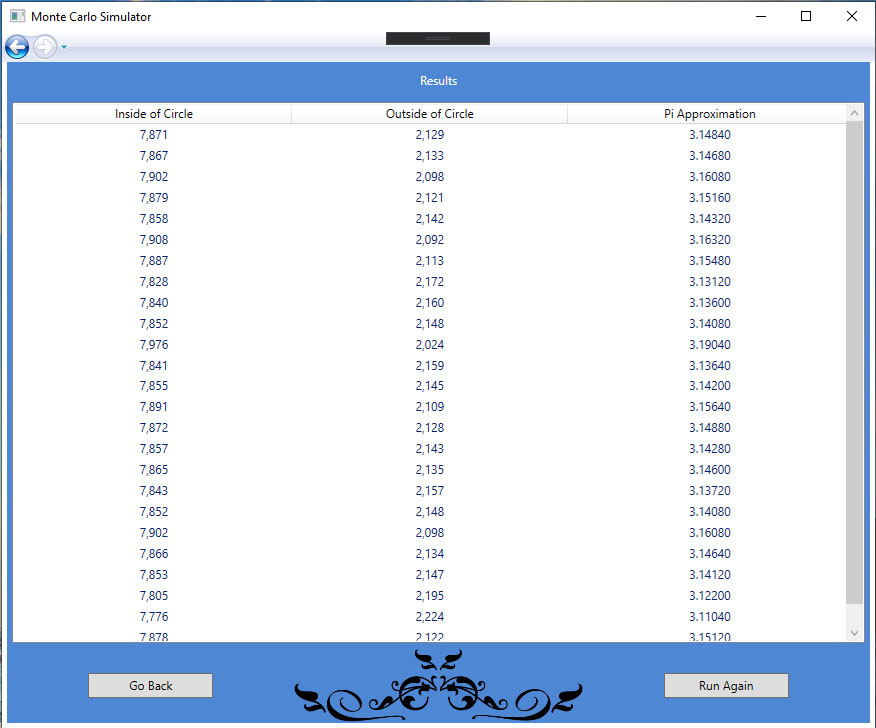 Monte Carlo Simulator
Results
Inside of Circle Outside of Circle Pi Approximation
7,871 2,129 3.14840
7,867 2,133 3.14680
7,902 2,098 3.16080
7,879 2,121 3.15160
7,858 2,142 3.14320
7,908 2,092 3.16320
7,887 2,113 3.15480
7,828 2,172 3.13120
7,840 2,160 3.13600
7,852 2,148 3.14080
7,976 2,024 3.19040
7,841 2,159 3.13640
7,855 2,145 3.14200
7,891 2,109 3.15640
7,872 2,128 3.14880
7,857 2,143 3.14280
7,865 2,135 3.14600
7,843 2,157 3.13720
7,852 2,148 3.14080
7,902 2,098 3.16080
7,866 2,134 3.14640
7,853 2,147 3.14120
7,805 2,195 3.12200
7,776 2,224 3.11040
7,878 2,122 3.15120
Go Back Run Again